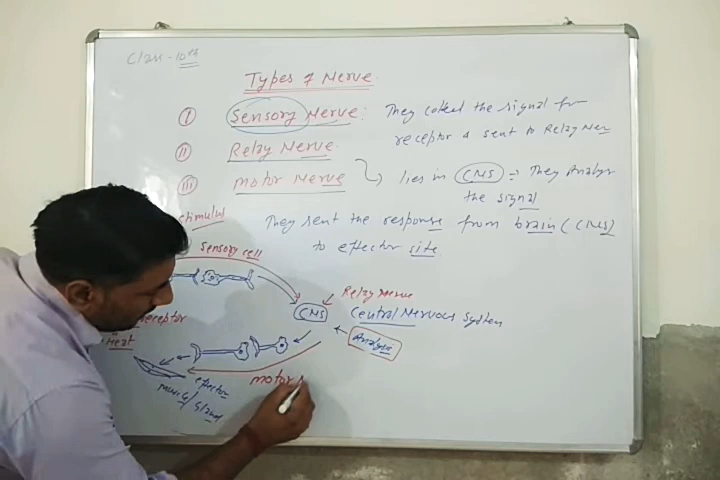 Class-10th
Types of Nerve
I Sensory Nerve: They collect the signal for
receptor & sent to Relay Ner
II Relay Nerve
lies in CNS = They Analyse
the signal
III motor Nerve
They sent the response from brain (CNS)
to effector site
stimulus
Sensory cell
Relay Nerve
CNS
Central Nervous System
Analyse
receptor
Heat
effector
muscle/Gland
motor